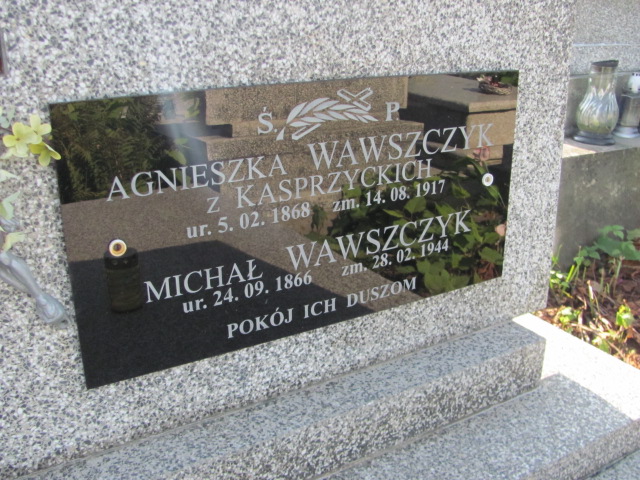 Ś. P.
AGNIESZKA WAWSZCZYK
Z KASPRZYCKICH
ur. 5. 02. 1868 zm. 14. 08. 1917
MICHAŁ WAWSZCZYK
ur. 24. 09. 1866 zm. 28. 02. 1944
POKÓJ ICH DUSZOM